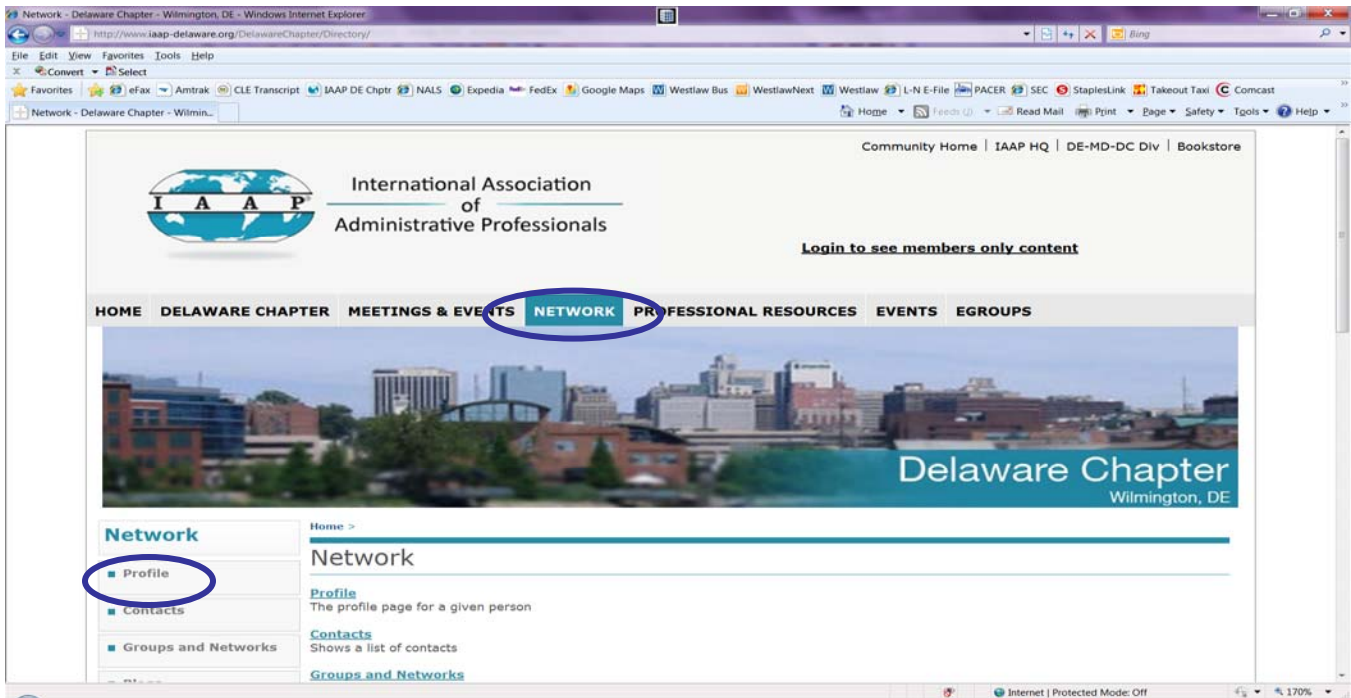 Network - Delaware Chapter - Wilmington, DE - Windows Internet Explorer
http://www.iaap-delaware.org/DelawareChapter/Directory/
Bing
File Edit View Favorites Tools Help
X Convert Select
Favorites eFax Amtrak CLE Transcript IAAP DE Chptr NALS Expedia FedEx Google Maps Westlaw Bus WestlawNext Westlaw L-N E-File PACER SEC StaplesLink Takeout Taxi Comcast
Network - Delaware Chapter - Wilmin...
Home Feeds (J) Read Mail Print Page Safety Tools Help
Community Home | IAAP HQ | DE-MD-DC Div | Bookstore
I A A P
International Association
of
Administrative Professionals
Login to see members only content
HOME DELAWARE CHAPTER MEETINGS & EVENTS NETWORK PROFESSIONAL RESOURCES EVENTS EGROUPS
Delaware Chapter
Wilmington, DE
Network
Profile
Contacts
Groups and Networks
Home >
Network
Profile
The profile page for a given person
Contacts
Shows a list of contacts
Groups and Networks
Internet | Protected Mode: Off
170%